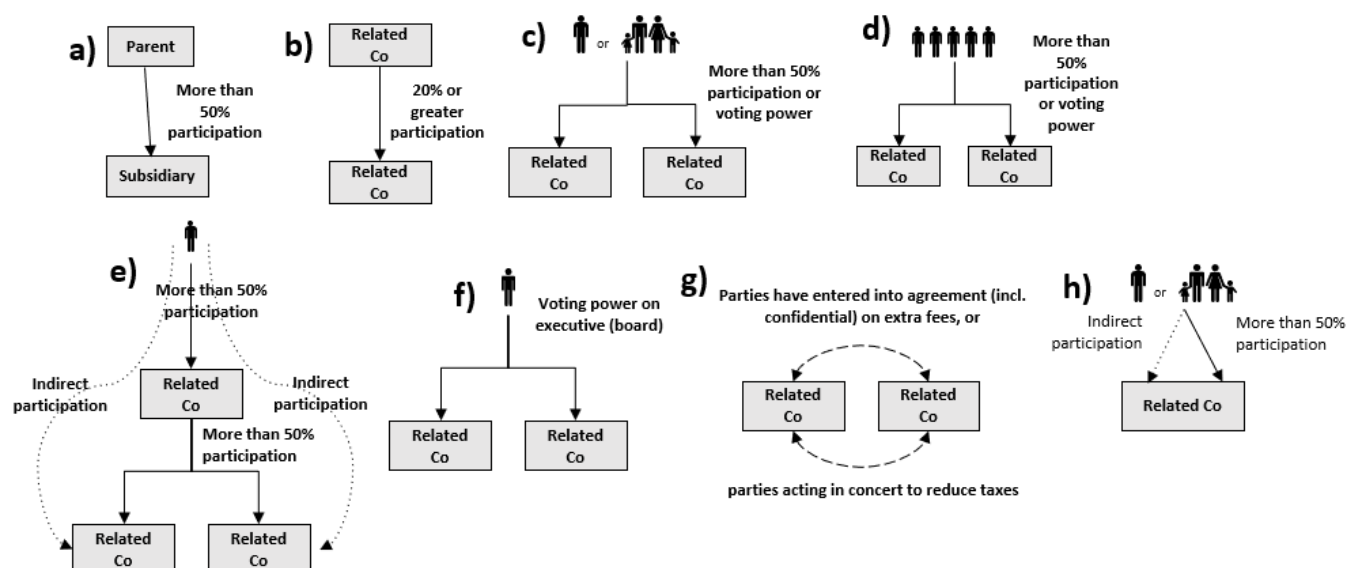 a)
Parent
More than
50%
participation
Subsidiary
b)
Related
Co
20% or
greater
participation
Related
Co
c)
or
More than 50%
participation or
voting power
Related
Co
Related
Co
d)
More than
50%
participation
or voting
power
Related
Co
Related
Co
e)
More than 50%
participation
Related
Co
Indirect
participation
Indirect
participation
More than 50%
participation
Related
Co
Related
Co
f)
Voting power on
executive (board)
Related
Co
Related
Co
g)
Parties have entered into agreement (incl.
confidential) on extra fees, or
Related
Co
Related
Co
parties acting in concert to reduce taxes
h)
or
Indirect
participation
More than 50%
participation
Related Co